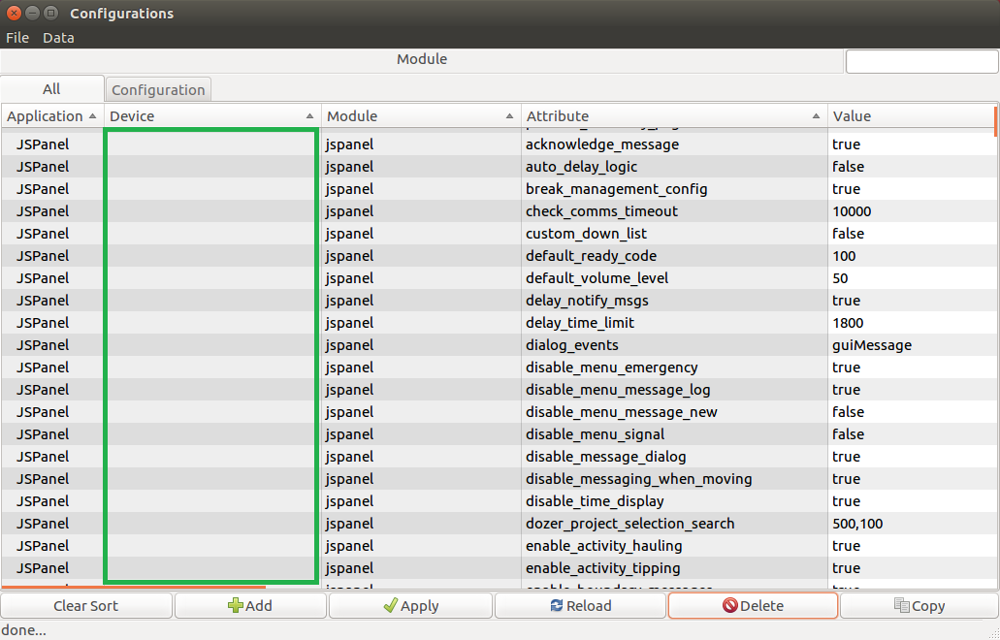 Configurations
File Data
Module
All Configuration
Application Device Module Attribute Value
JSPanel jspanel acknowledge_message true
JSPanel jspanel auto_delay_logic false
JSPanel jspanel break_management_config true
JSPanel jspanel check_comms_timeout 10000
JSPanel jspanel custom_down_list false
JSPanel jspanel default_ready_code 100
JSPanel jspanel default_volume_level 50
JSPanel jspanel delay_notify_msgs true
JSPanel jspanel delay_time_limit 1800
JSPanel jspanel dialog_events guiMessage
JSPanel jspanel disable_menu_emergency true
JSPanel jspanel disable_menu_message_log true
JSPanel jspanel disable_menu_message_new false
JSPanel jspanel disable_menu_signal false
JSPanel jspanel disable_message_dialog true
JSPanel jspanel disable_messaging_when_moving true
JSPanel jspanel disable_time_display true
JSPanel jspanel dozer_project_selection_search 500,100
JSPanel jspanel enable_activity_hauling true
JSPanel jspanel enable_activity_tipping true
Clear Sort Add Apply Reload Delete Copy
done...